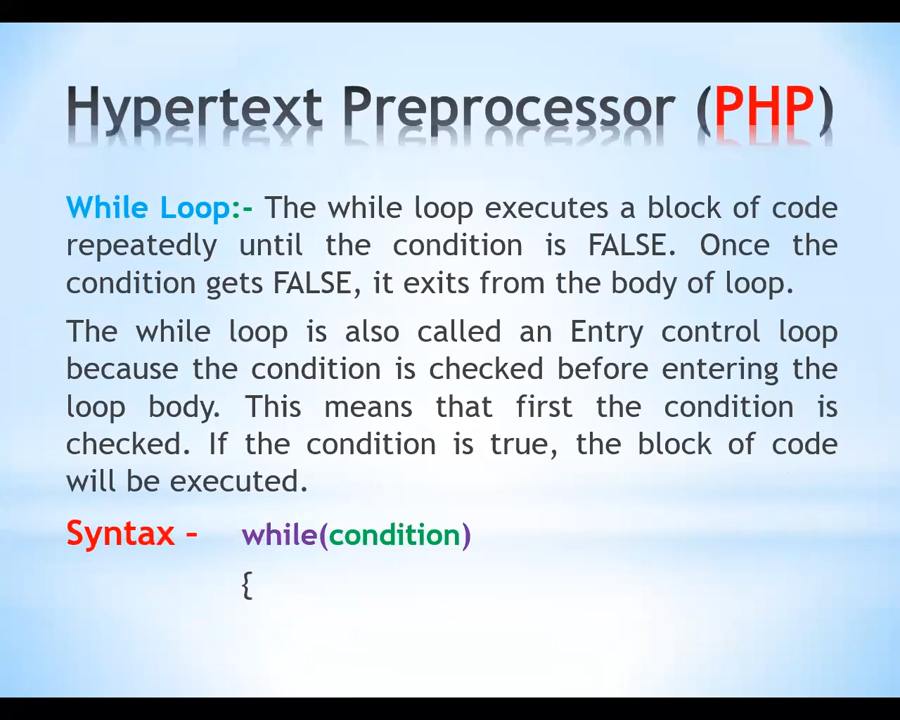 Hypertext Preprocessor (PHP)
While Loop:- The while loop executes a block of code
repeatedly until the condition is FALSE. Once the
condition gets FALSE, it exits from the body of loop.
The while loop is also called an Entry control loop
because the condition is checked before entering the
loop body. This means that first the condition is
checked. If the condition is true, the block of code
will be executed.
Syntax – while(condition)
{